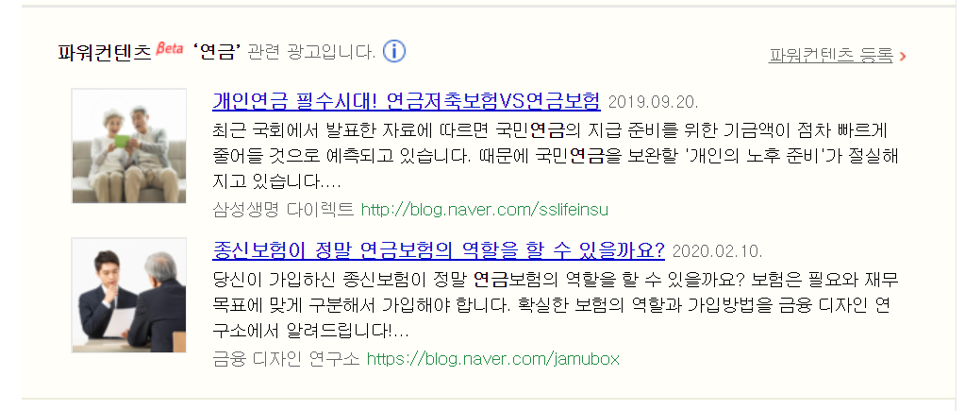 파워컨텐츠 Beta '연금' 관련 광고입니다. i
파워컨텐츠 등록 >
개인연금 필수시대! 연금저축보험VS연금보험 2019.09.20.
최근 국회에서 발표한 자료에 따르면 국민연금의 지급 준비를 위한 기금액이 점차 빠르게
줄어들 것으로 예측되고 있습니다. 때문에 국민연금을 보완할 '개인의 노후 준비'가 절실해
지고 있습니다....
삼성생명 다이렉트 http://blog.naver.com/sslifeinsu
종신보험이 정말 연금보험의 역할을 할 수 있을까요? 2020.02.10.
당신이 가입하신 종신보험이 정말 연금보험의 역할을 할 수 있을까요? 보험은 필요와 재무
목표에 맞게 구분해서 가입해야 합니다. 확실한 보험의 역할과 가입방법을 금융 디자인 연
구소에서 알려드립니다!...
금융 디자인 연구소 https://blog.naver.com/jamubox